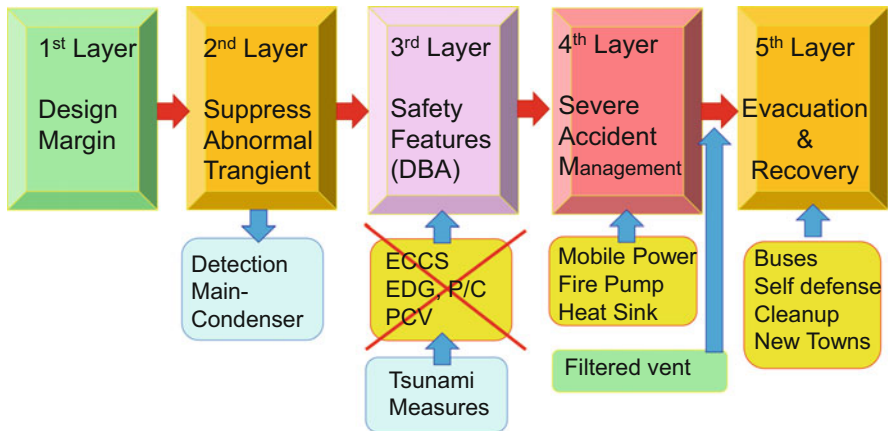 1st Layer
Design
Margin
2nd Layer
Suppress
Abnormal
Trangient
3rd Layer
Safety
Features
(DBA)
4th Layer
Severe
Accident
Management
5th Layer
Evacuation
&
Recovery
Detection
Main-
Condenser
ECCS
EDG, P/C
PCV
Tsunami
Measures
Mobile Power
Fire Pump
Heat Sink
Filtered vent
Buses
Self defense
Cleanup
New Towns